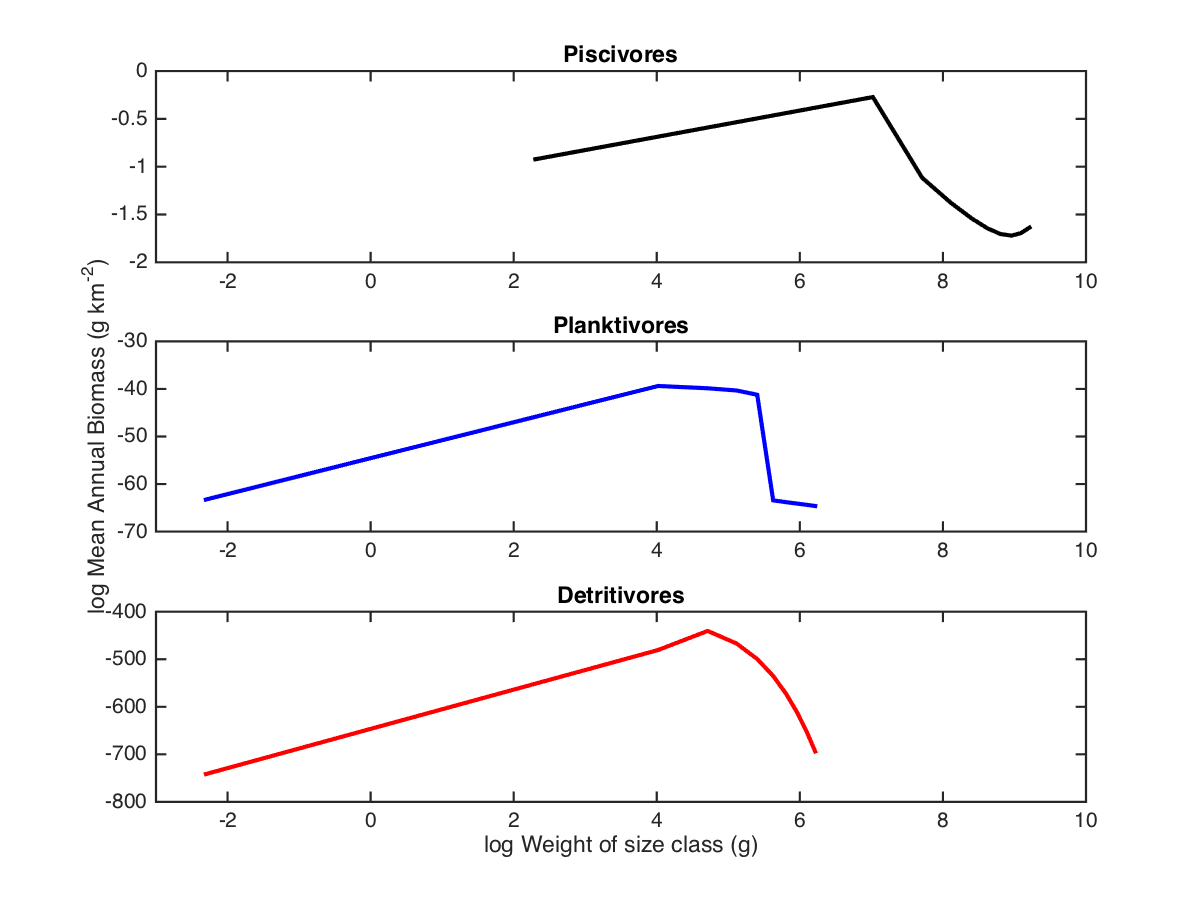 Piscivores
0
-0.5
-1
-1.5
-2
-2 0 2 4 6 8 10
log Mean Annual Biomass (g km-2)
Planktivores
-30
-40
-50
-60
-70
-2 0 2 4 6 8 10
Detritivores
-400
-500
-600
-700
-800
-2 0 2 4 6 8 10
log Weight of size class (g)